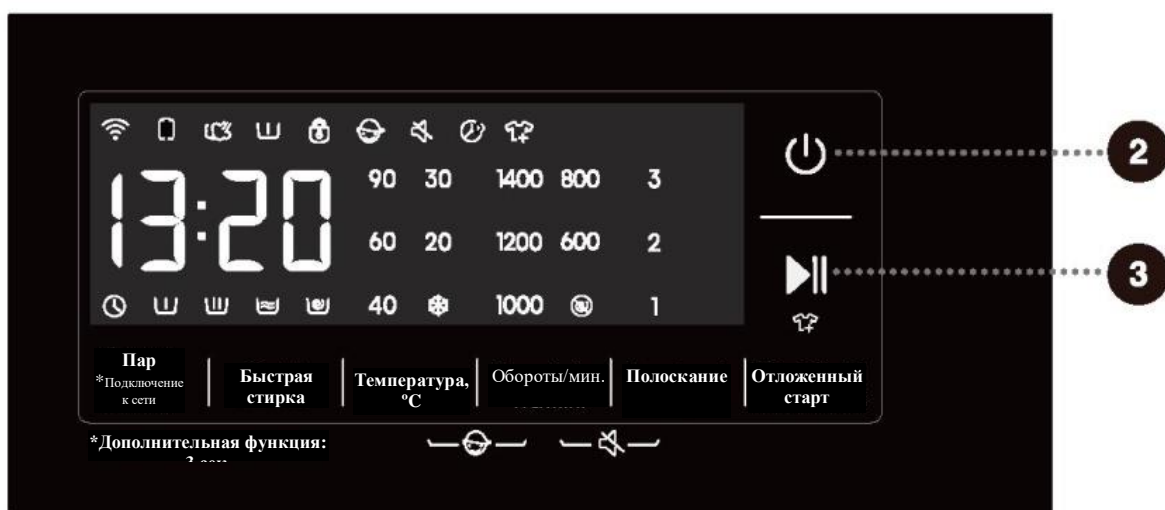 2
90 30 1400 800 3
13:20
60 20 1200 600 2
3
40 1000 1
Пар
*Подключение
к сети
Быстрая
стирка
Температура,
°C
Обороты/мин.
Полоскание
Отложенный
старт
*Дополнительная функция: